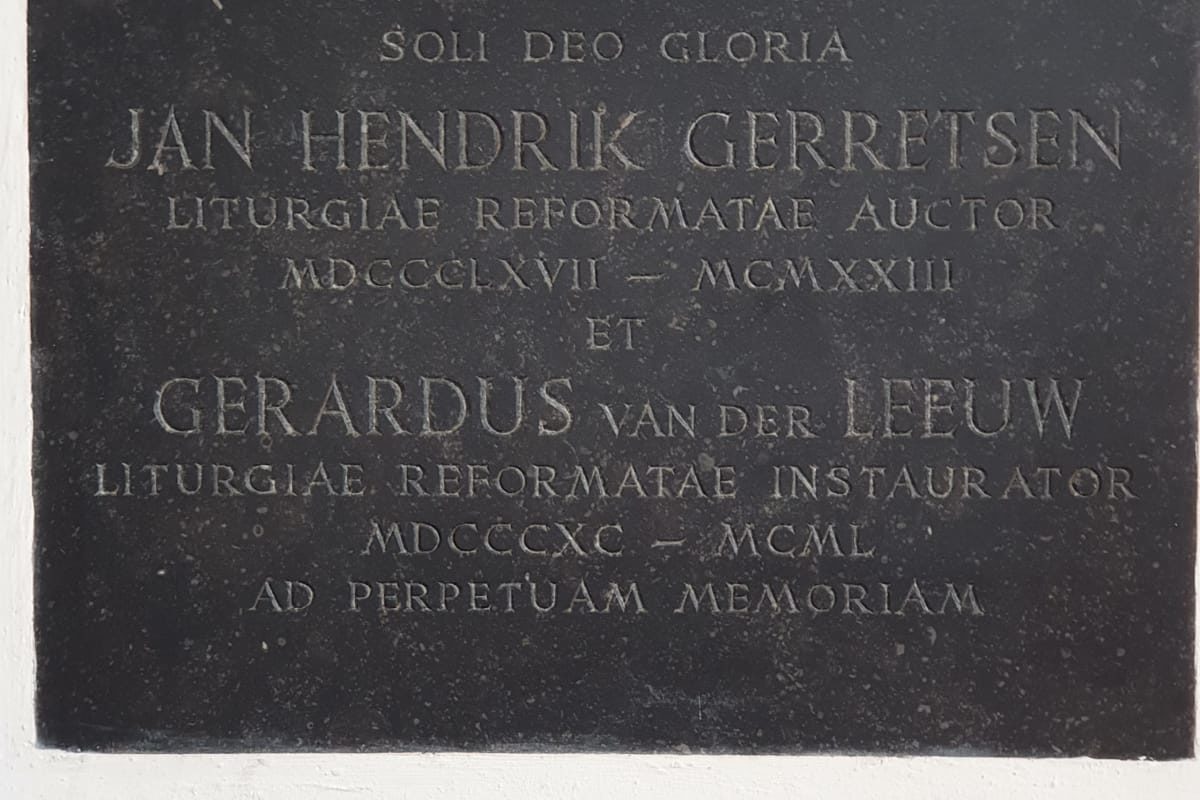 SOLI DEO GLORIA
JAN HENDRIK GERRETSEN
LITURGIAE REFORMATAE AUCTOR
MDCCCLXVII – MCMXXIII
ET
GERARDUS VAN DER LEEUW
LITURGIAE REFORMATAE INSTAURATOR
MDCCCXC – MCML
AD PERPETUAM MEMORIAM